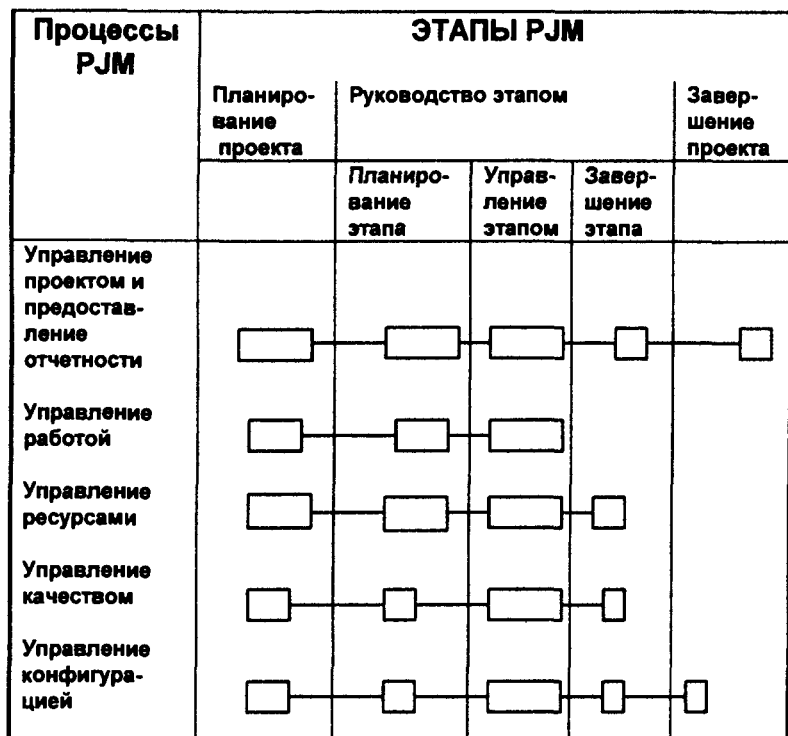 Процессы
PJM
ЭТАПЫ PJM
Планиро-
вание
проекта
Руководство этапом
Завер-
шение
проекта
Планиро-
вание
этапа
Управ-
ление
этапом
Завер-
шение
этапа
Управление
проектом и
предостав-
ление
отчетности
Управление
работой
Управление
ресурсами
Управление
качеством
Управление
конфигура-
цией